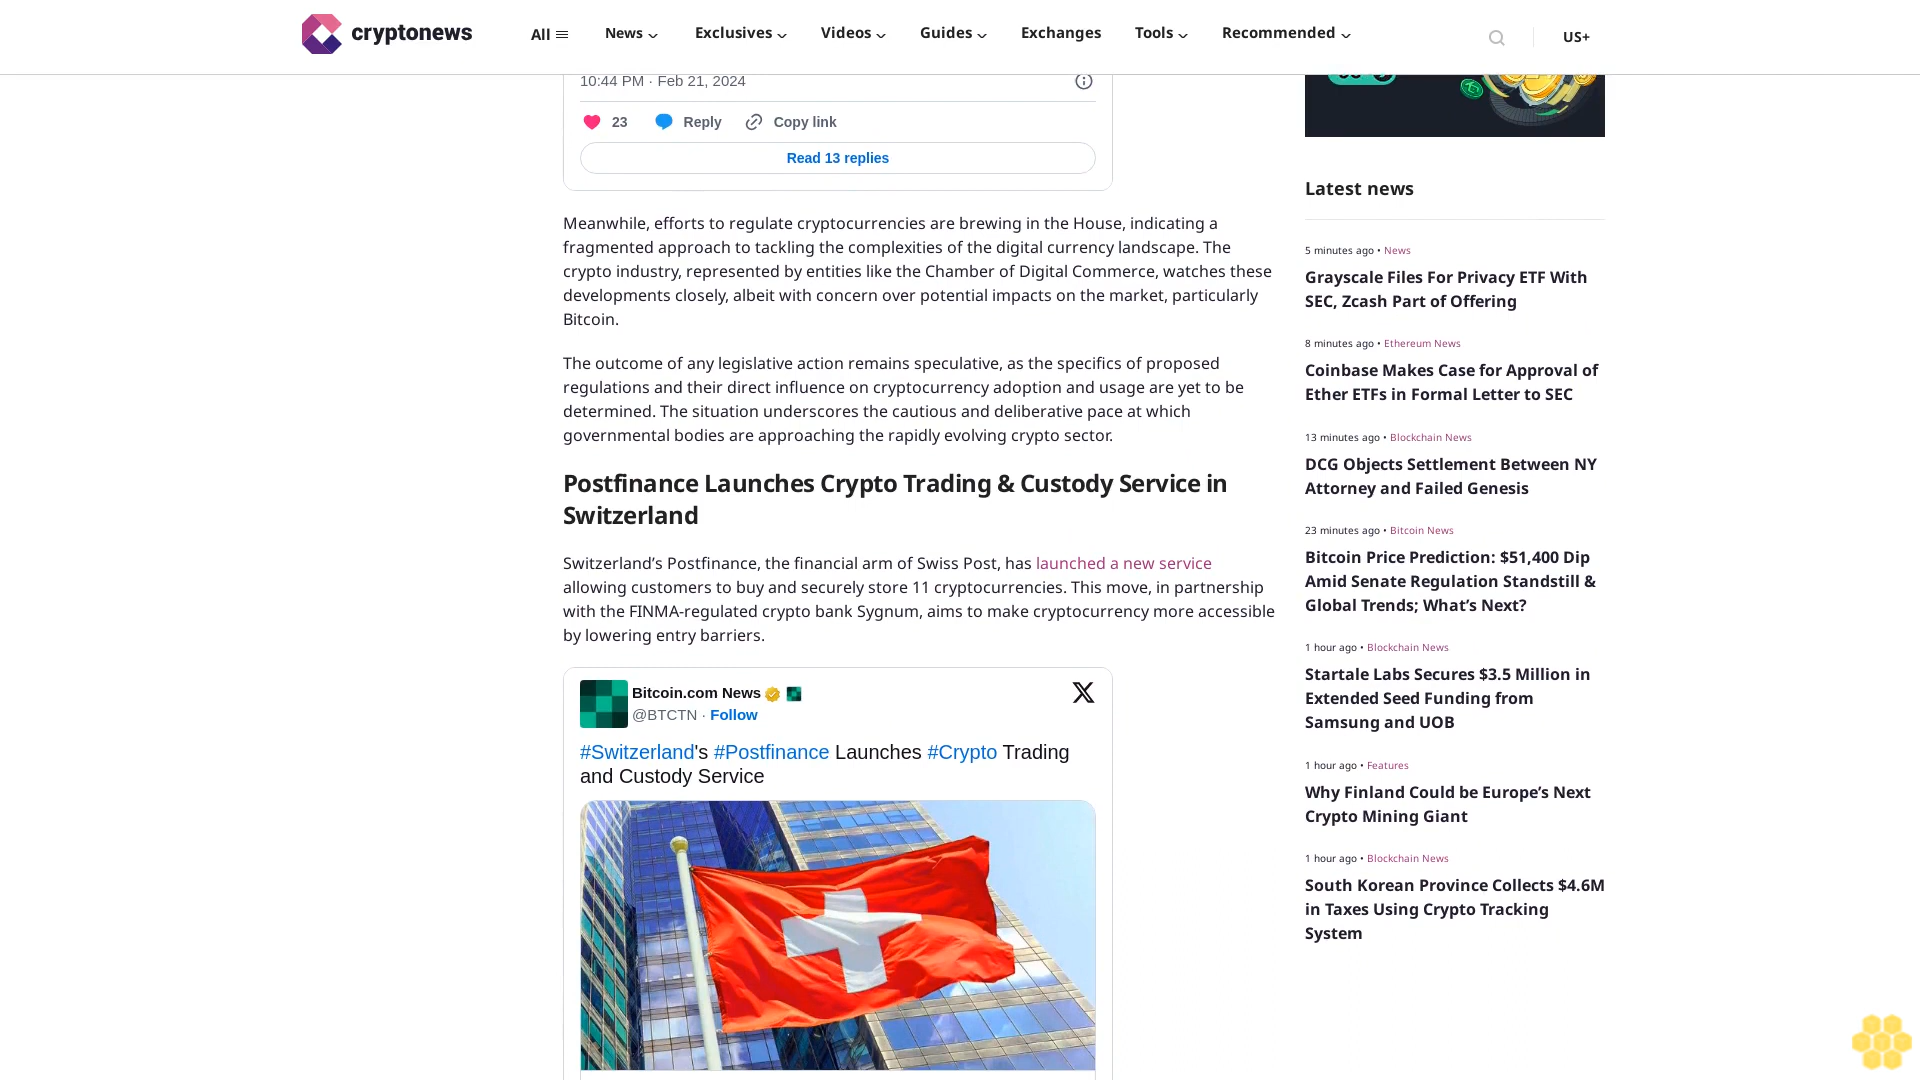 cryptonews
All
News
Exclusives
Videos
Guides
Exchanges
Tools
Recommended
US+
10:44 PM · Feb 21, 2024
23
Reply
Copy link
Read 13 replies
Meanwhile, efforts to regulate cryptocurrencies are brewing in the House, indicating a
fragmented approach to tackling the complexities of the digital currency landscape. The
crypto industry, represented by entities like the Chamber of Digital Commerce, watches these
developments closely, albeit with concern over potential impacts on the market, particularly
Bitcoin.
The outcome of any legislative action remains speculative, as the specifics of proposed
regulations and their direct influence on cryptocurrency adoption and usage are yet to be
determined. The situation underscores the cautious and deliberative pace at which
governmental bodies are approaching the rapidly evolving crypto sector.
Postfinance Launches Crypto Trading & Custody Service in
Switzerland
Switzerland’s Postfinance, the financial arm of Swiss Post, has launched a new service
allowing customers to buy and securely store 11 cryptocurrencies. This move, in partnership
with the FINMA-regulated crypto bank Sygnum, aims to make cryptocurrency more accessible
by lowering entry barriers.
Bitcoin.com News
@BTCTN · Follow
#Switzerland's #Postfinance Launches #Crypto Trading
and Custody Service
Latest news
5 minutes ago • News
Grayscale Files For Privacy ETF With
SEC, Zcash Part of Offering
8 minutes ago • Ethereum News
Coinbase Makes Case for Approval of
Ether ETFs in Formal Letter to SEC
13 minutes ago • Blockchain News
DCG Objects Settlement Between NY
Attorney and Failed Genesis
23 minutes ago • Bitcoin News
Bitcoin Price Prediction: $51,400 Dip
Amid Senate Regulation Standstill &
Global Trends; What’s Next?
1 hour ago • Blockchain News
Startale Labs Secures $3.5 Million in
Extended Seed Funding from
Samsung and UOB
1 hour ago • Features
Why Finland Could be Europe’s Next
Crypto Mining Giant
1 hour ago • Blockchain News
South Korean Province Collects $4.6M
in Taxes Using Crypto Tracking
System